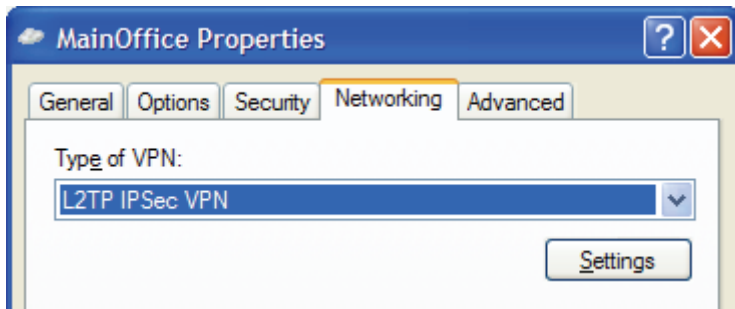 MainOffice Properties
General Options Security Networking Advanced
Type of VPN:
L2TP IPSec VPN
Settings